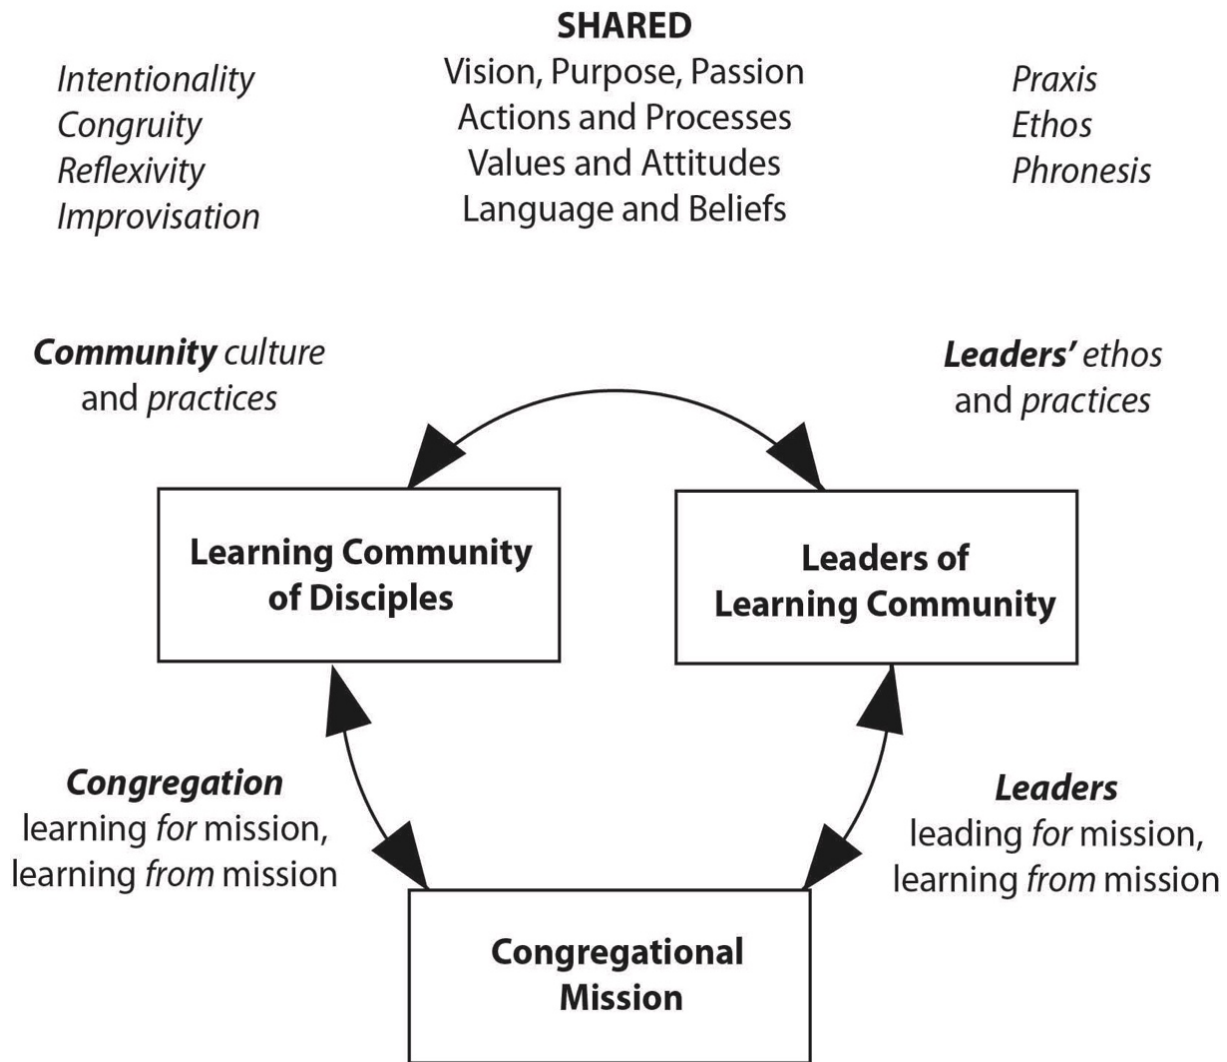 SHARED
Vision, Purpose, Passion
Actions and Processes
Values and Attitudes
Language and Beliefs
Intentionality
Congruity
Reflexivity
Improvisation
Praxis
Ethos
Phronesis
Community culture
and practices
Leaders’ ethos
and practices
Learning Community
of Disciples
Leaders of
Learning Community
Congregation
learning for mission,
learning from mission
Leaders
leading for mission,
learning from mission
Congregational
Mission